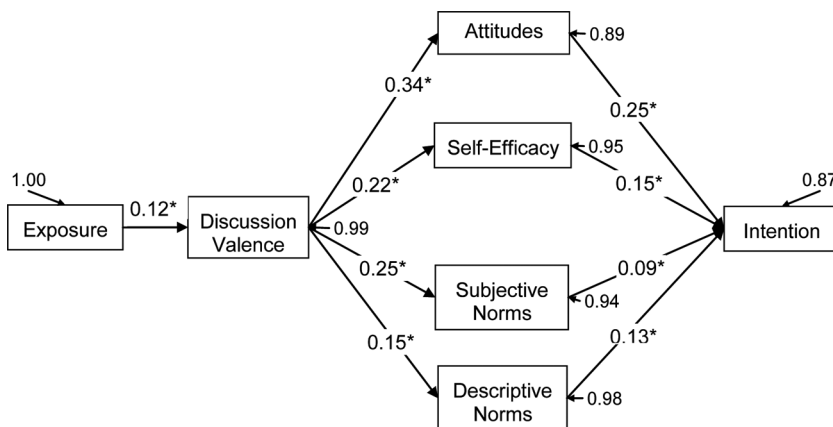 Attitudes
0.89
0.34*
0.25*
Self-Efficacy
0.95
1.00
0.22*
0.15*
0.87
Exposure
0.12*
Discussion
Valence
0.99
Intention
0.25*
Subjective
Norms
0.09*
0.94
0.15*
0.13*
Descriptive
Norms
0.98